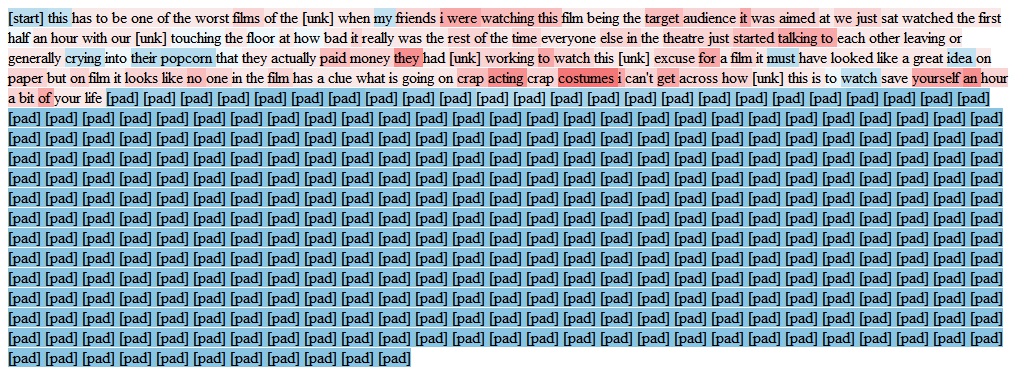 [start] this has to be one of the worst films of the [unk] when my friends i were watching this film being the target audience it was aimed at we just sat watched the first
half an hour with our [unk] touching the floor at how bad it really was the rest of the time everyone else in the theatre just started talking to each other leaving or
generally crying into their popcorn that they actually paid money they had [unk] working to watch this [unk] excuse for a film it must have looked like a great idea on
paper but on film it looks like no one in the film has a clue what is going on crap acting crap costumes i can't get across how [unk] this is to watch save yourself an hour
a bit of your life [pad] [pad] [pad] [pad] [pad] [pad] [pad] [pad] [pad] [pad] [pad] [pad] [pad] [pad] [pad] [pad] [pad] [pad] [pad] [pad] [pad] [pad] [pad] [pad]
[pad] [pad] [pad] [pad] [pad] [pad] [pad] [pad] [pad] [pad] [pad] [pad] [pad] [pad] [pad] [pad] [pad] [pad] [pad] [pad] [pad] [pad] [pad] [pad] [pad] [pad] [pad]
[pad] [pad] [pad] [pad] [pad] [pad] [pad] [pad] [pad] [pad] [pad] [pad] [pad] [pad] [pad] [pad] [pad] [pad] [pad] [pad] [pad] [pad] [pad] [pad] [pad] [pad] [pad]
[pad] [pad] [pad] [pad] [pad] [pad] [pad] [pad] [pad] [pad] [pad] [pad] [pad] [pad] [pad] [pad] [pad] [pad] [pad] [pad] [pad] [pad] [pad] [pad] [pad] [pad] [pad]
[pad] [pad] [pad] [pad] [pad] [pad] [pad] [pad] [pad] [pad] [pad] [pad] [pad] [pad] [pad] [pad] [pad] [pad] [pad] [pad] [pad] [pad] [pad] [pad] [pad] [pad] [pad]
[pad] [pad] [pad] [pad] [pad] [pad] [pad] [pad] [pad] [pad] [pad] [pad] [pad] [pad] [pad] [pad] [pad] [pad] [pad] [pad] [pad] [pad] [pad] [pad] [pad] [pad] [pad]
[pad] [pad] [pad] [pad] [pad] [pad] [pad] [pad] [pad] [pad] [pad] [pad] [pad] [pad] [pad] [pad] [pad] [pad] [pad] [pad] [pad] [pad] [pad] [pad] [pad] [pad] [pad]
[pad] [pad] [pad] [pad] [pad] [pad] [pad] [pad] [pad] [pad] [pad] [pad] [pad] [pad] [pad] [pad] [pad] [pad] [pad] [pad] [pad] [pad] [pad] [pad] [pad] [pad] [pad]
[pad] [pad] [pad] [pad] [pad] [pad] [pad] [pad] [pad] [pad] [pad] [pad] [pad] [pad] [pad] [pad] [pad] [pad] [pad] [pad] [pad] [pad] [pad] [pad] [pad] [pad] [pad]
[pad] [pad] [pad] [pad] [pad] [pad] [pad] [pad] [pad] [pad] [pad] [pad] [pad] [pad] [pad] [pad] [pad] [pad] [pad] [pad] [pad] [pad] [pad] [pad] [pad] [pad] [pad]
[pad] [pad] [pad] [pad] [pad] [pad] [pad] [pad] [pad] [pad] [pad] [pad] [pad] [pad] [pad] [pad] [pad] [pad] [pad] [pad] [pad] [pad] [pad] [pad] [pad] [pad] [pad]
[pad] [pad] [pad] [pad] [pad] [pad] [pad] [pad] [pad] [pad] [pad] [pad] [pad] [pad] [pad] [pad] [pad] [pad] [pad] [pad] [pad] [pad] [pad] [pad] [pad] [pad] [pad]
[pad] [pad] [pad] [pad] [pad] [pad] [pad] [pad] [pad] [pad] [pad] [pad] [pad] [pad] [pad] [pad] [pad] [pad] [pad] [pad] [pad] [pad] [pad] [pad] [pad] [pad] [pad]
[pad] [pad] [pad] [pad] [pad] [pad] [pad] [pad] [pad] [pad] [pad] [pad] [pad] [pad] [pad] [pad] [pad] [pad] [pad] [pad] [pad] [pad] [pad] [pad] [pad] [pad] [pad]
[pad] [pad] [pad] [pad] [pad] [pad] [pad] [pad] [pad] [pad] [pad]